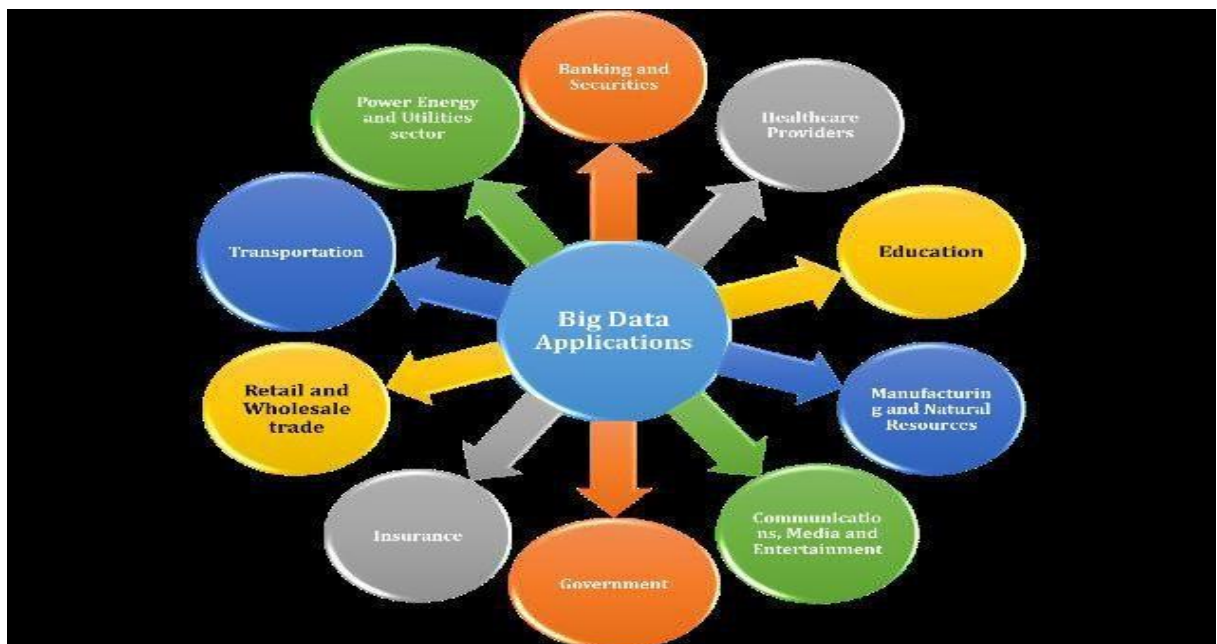 Banking and
Securities
Healthcare
Providers
Education
Manufacturin
g and Natural
Resources
Communicatio
ns, Media and
Entertainment
Government
Insurance
Retail and
Wholesale
trade
Transportation
Power Energy
and Utilities
sector
Big Data
Applications